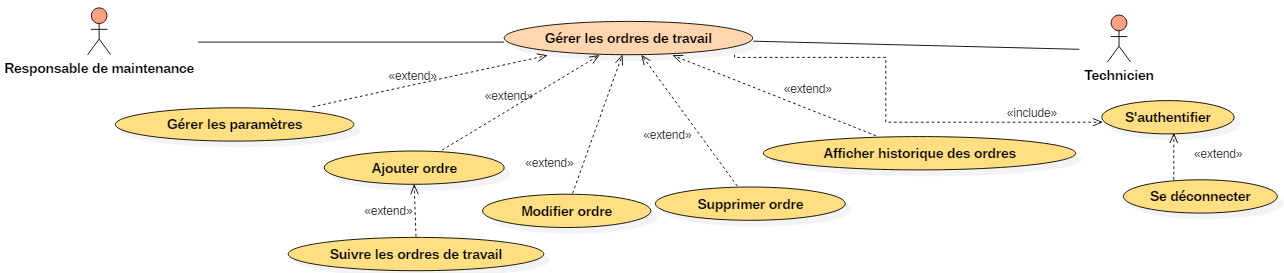 Gérer les ordres de travail
Responsable de maintenance
Technicien
«extend»
«extend»
«extend»
«include»
Gérer les paramètres
S'authentifier
«extend»
Afficher historique des ordres
«extend»
«extend»
Ajouter ordre
Se déconnecter
«extend»
Modifier ordre
Supprimer ordre
Suivre les ordres de travail